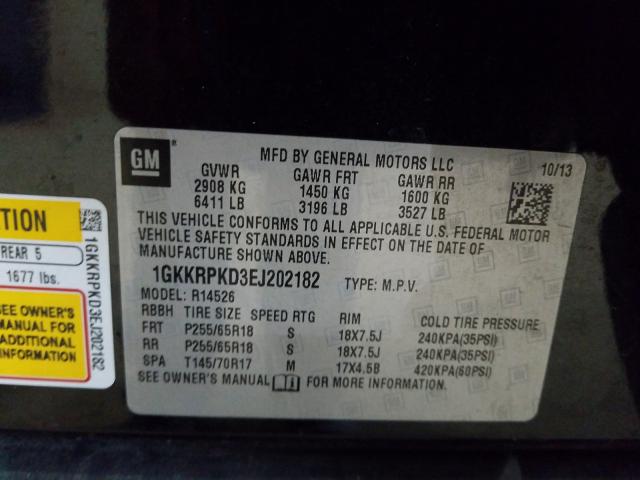 GM
MFD BY GENERAL MOTORS LLC 10/13
GVWR GAWR FRT GAWR RR
2908 KG 1450 KG 1600 KG
6411 LB 3196 LB 3527 LB
THIS VEHICLE CONFORMS TO ALL APPLICABLE U.S. FEDERAL MOTOR
VEHICLE SAFETY STANDARDS IN EFFECT ON THE DATE OF
MANUFACTURE SHOWN ABOVE.
1GKKRPKD3EJ202182 TYPE: M.P.V.
MODEL: R14526
RBBH TIRE SIZE SPEED RTG RIM COLD TIRE PRESSURE
FRT P255/65R18 S 18X7.5J 240KPA(35PSI)
RR P255/65R18 S 18X7.5J 240KPA(35PSI)
SPA T145/70R17 M 17X4.5B 420KPA(60PSI)
SEE OWNER'S MANUAL FOR MORE INFORMATION.
TION
REAR 5
1677 lbs.
SEE OWNER'S
MANUAL FOR
ADDITIONAL
INFORMATION
1GKKRPKD3EJ202182